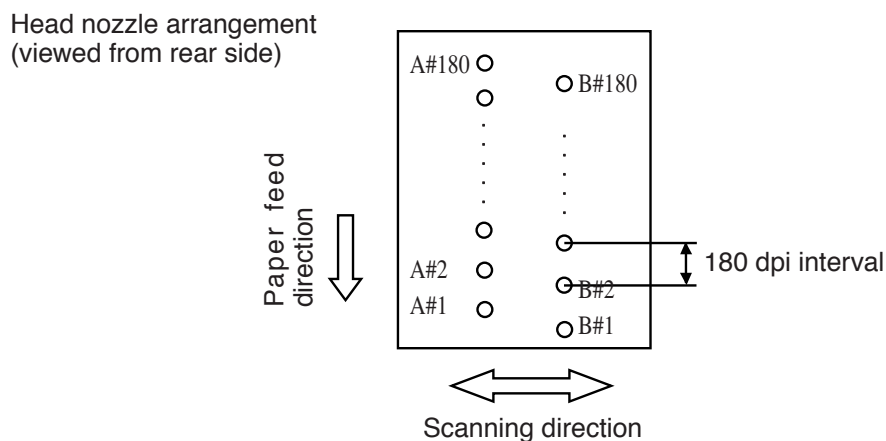 Head nozzle arrangement
(viewed from rear side)
A#180
B#180
Paper feed
direction
A#2
A#1
B#2
B#1
180 dpi interval
Scanning direction